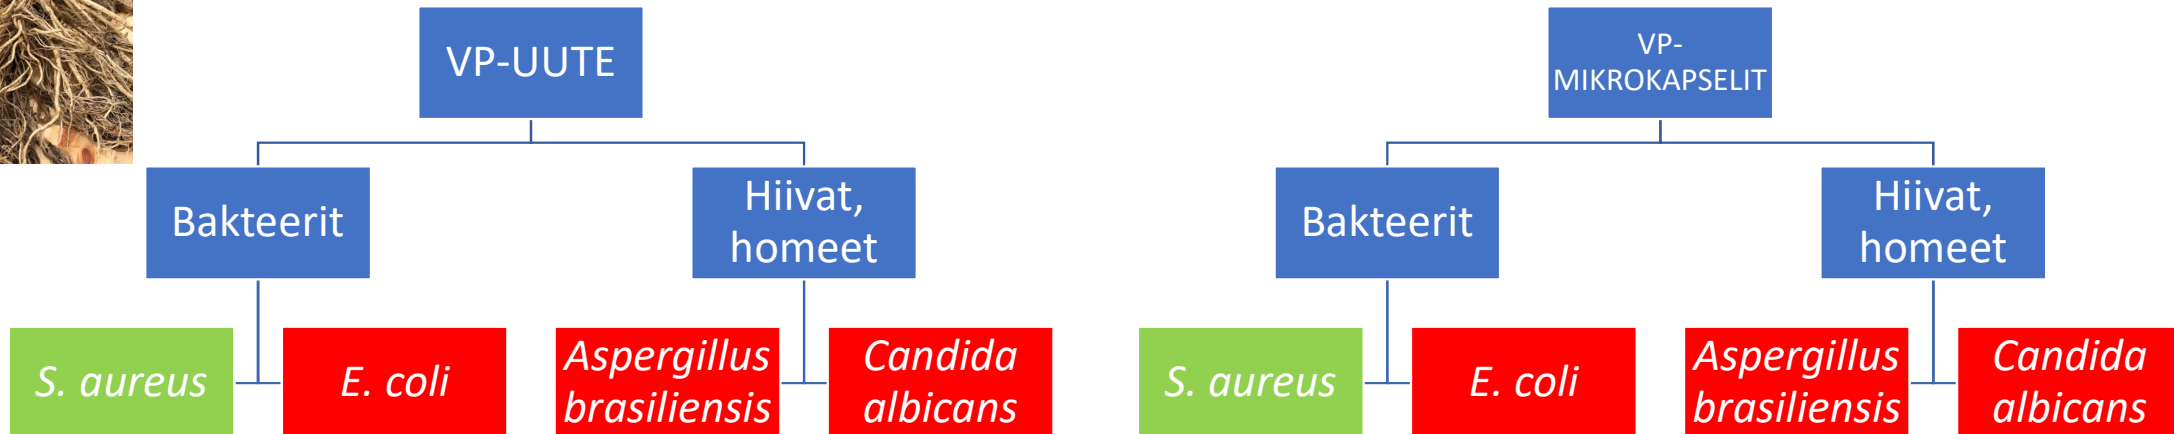 VP-UUTE
Bakteerit
Hiivat,
homeet
S. aureus
E. coli
Aspergillus
brasiliensis
Candida
albicans
VP-
MIKROKAPSELIT
Bakteerit
Hiivat,
homeet
S. aureus
E. coli
Aspergillus
brasiliensis
Candida
albicans